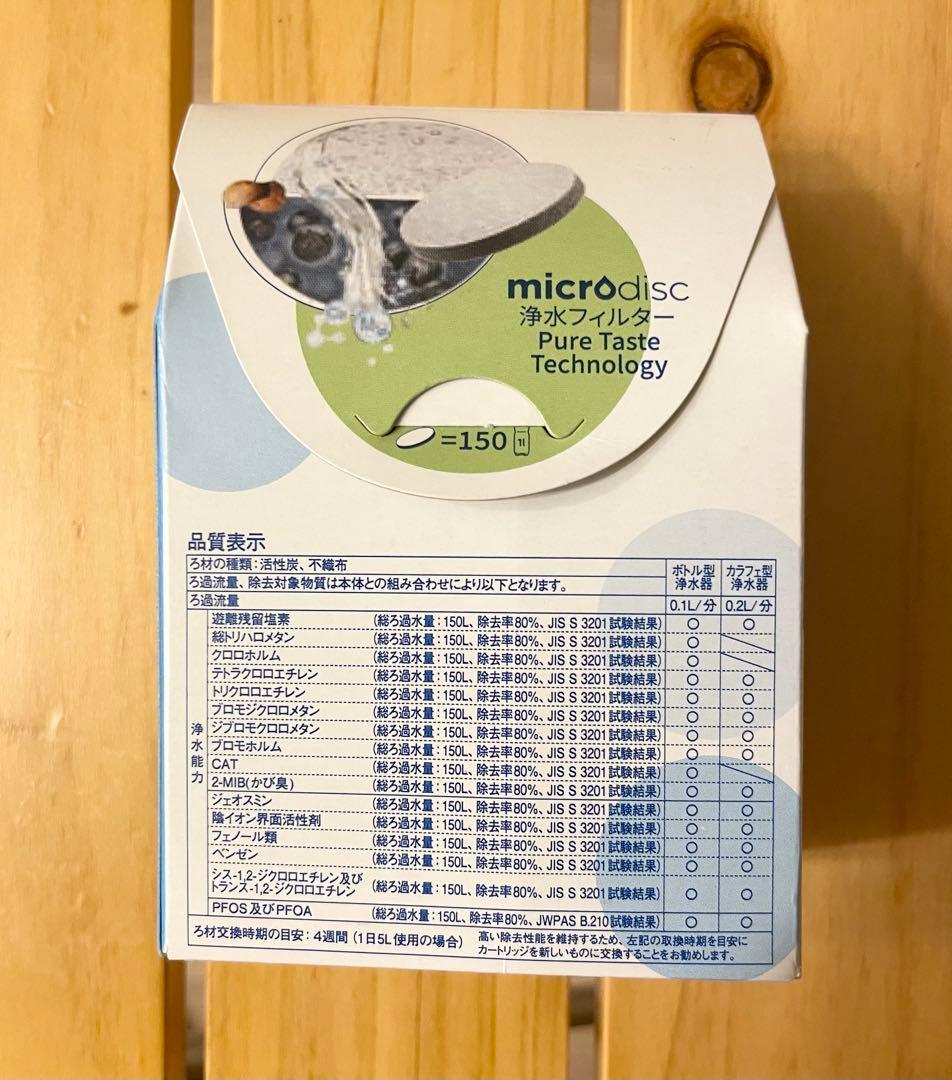 microdisc
浄水フィルター
Pure Taste
Technology
=150 1l
品質表示
ろ材の種類：活性炭、不織布
ボトル型浄水器 カラフェ型浄水器
ろ過流量、除去対象物質は本体との組み合わせにより以下となります。
ろ過流量 0.1L/分 0.2L/分
浄水能力
遊離残留塩素 （総ろ過水量：150L、除去率80%、JIS S 3201試験結果） ○ ○
総トリハロメタン （総ろ過水量：150L、除去率80%、JIS S 3201試験結果） ○
クロロホルム （総ろ過水量：150L、除去率80%、JIS S 3201試験結果） ○
テトラクロロエチレン （総ろ過水量：150L、除去率80%、JIS S 3201試験結果） ○ ○
トリクロロエチレン （総ろ過水量：150L、除去率80%、JIS S 3201試験結果） ○ ○
ブロモジクロロメタン （総ろ過水量：150L、除去率80%、JIS S 3201試験結果） ○ ○
ジブロモクロロメタン （総ろ過水量：150L、除去率80%、JIS S 3201試験結果） ○ ○
ブロモホルム （総ろ過水量：150L、除去率80%、JIS S 3201試験結果） ○ ○
CAT （総ろ過水量：150L、除去率80%、JIS S 3201試験結果） ○
2-MIB(かび臭) （総ろ過水量：150L、除去率80%、JIS S 3201試験結果） ○ ○
ジェオスミン （総ろ過水量：150L、除去率80%、JIS S 3201試験結果） ○ ○
陰イオン界面活性剤 （総ろ過水量：150L、除去率80%、JIS S 3201試験結果） ○ ○
フェノール類 （総ろ過水量：150L、除去率80%、JIS S 3201試験結果） ○ ○
ベンゼン （総ろ過水量：150L、除去率80%、JIS S 3201試験結果） ○ ○
シス-1,2-ジクロロエチレン及び
トランス-1,2-ジクロロエチレン （総ろ過水量：150L、除去率80%、JIS S 3201試験結果） ○ ○
PFOS及びPFOA （総ろ過水量：150L、除去率80%、JWPAS B.210試験結果） ○ ○
ろ材交換時期の目安：4週間（1日5L使用の場合）
高い除去性能を維持するため、左記の取換時期を目安に
カートリッジを新しいものに交換することをお勧めします。